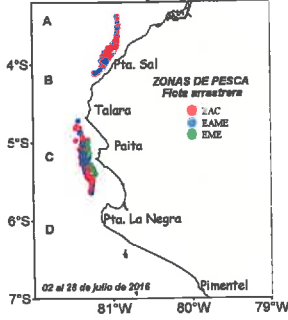 A
4°S
Pta. Sal
B
ZONAS DE PESCA
Flota arrastrera
EAC
EAME
EME
Talara
5°S
Paita
C
6°S
Pta. La Negra
D
02 al 28 de julio de 2016
Pimentel
7°S
81°W
80°W
79°W